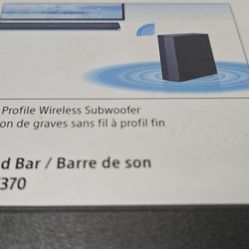 Profile Wireless Subwoofer
on de graves sans fil à profil fin
d Bar / Barre de son
370